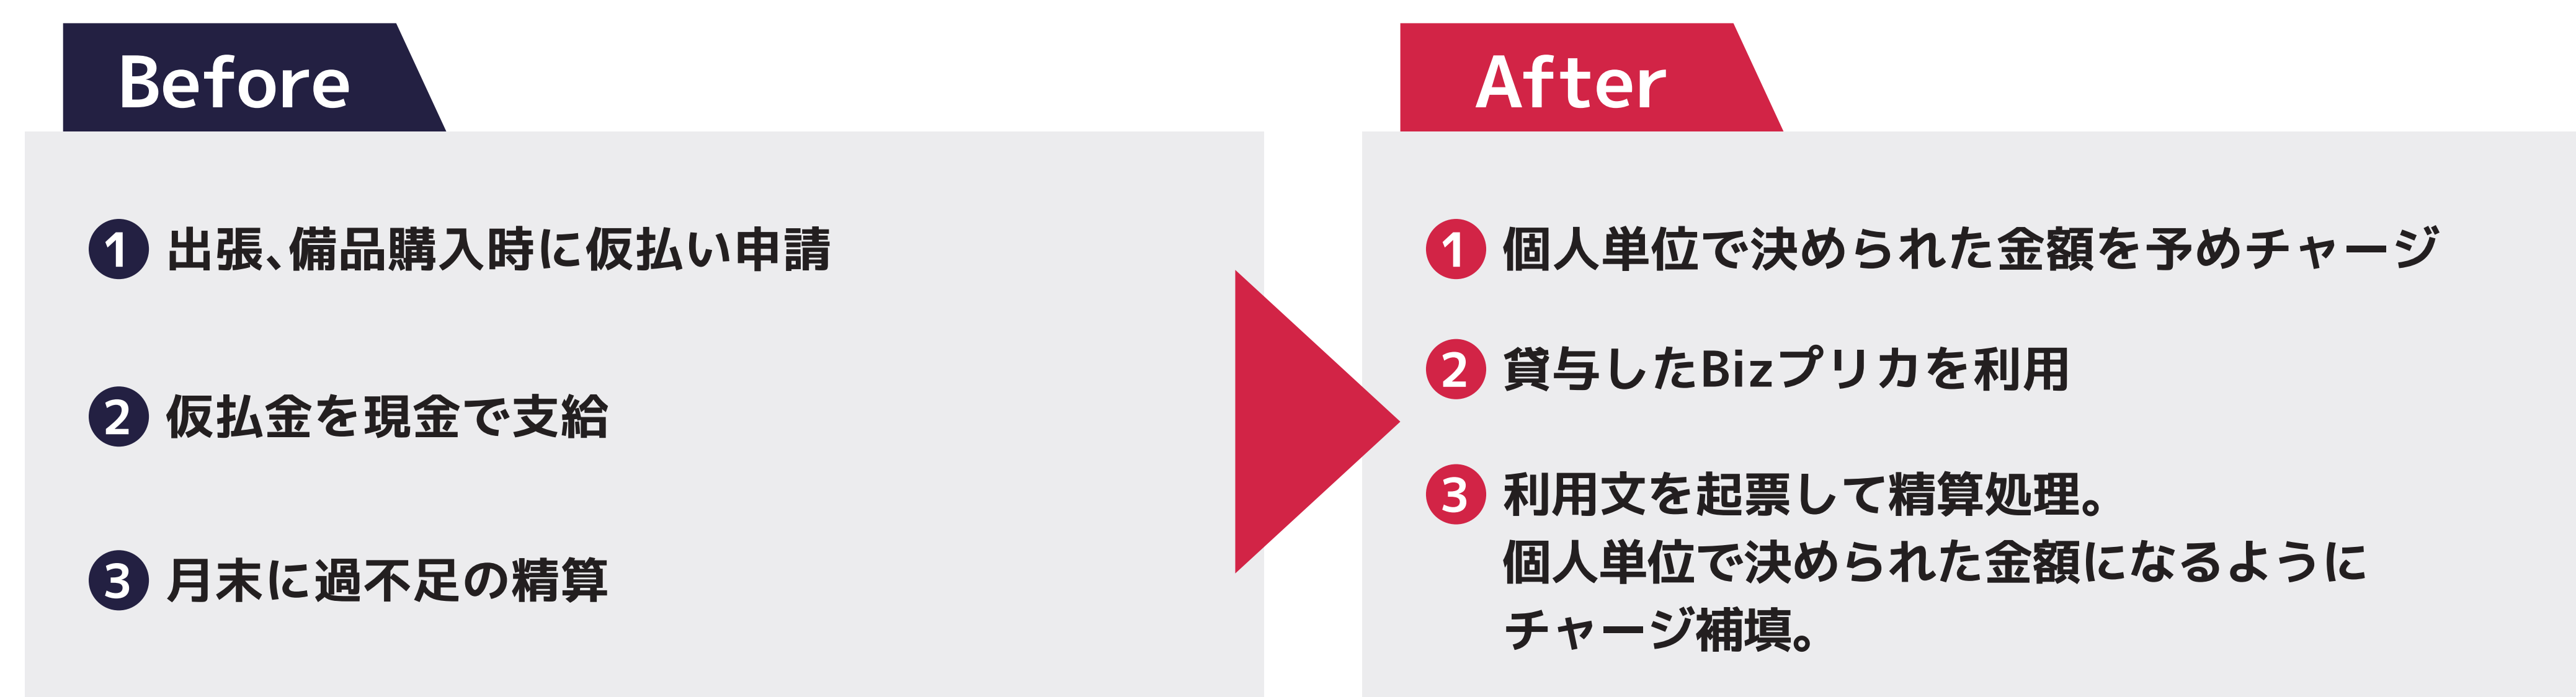 Before
1 出張、備品購入時に仮払い申請
2 仮払金を現金で支給
3 月末に過不足の精算
After
1 個人単位で決められた金額を予めチャージ
2 貸与したBizプリカを利用
3 利用文を起票して精算処理。
個人単位で決められた金額になるように
チャージ補填。